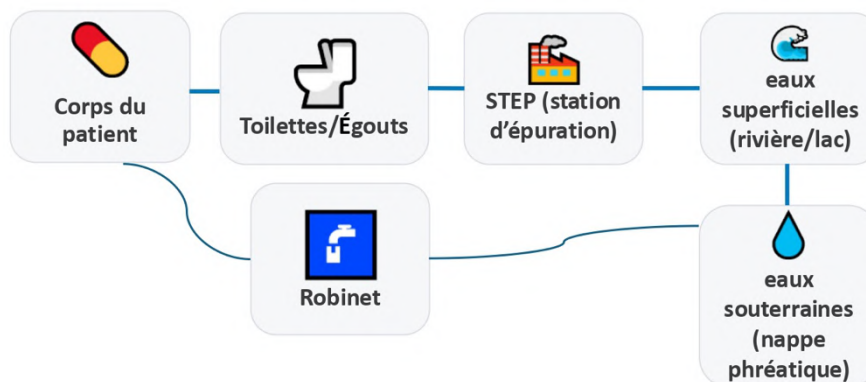 Corps du
patient
Toilettes/Égouts
STEP (station
d’épuration)
eaux
superficielles
(rivière/lac)
Robinet
eaux
souterraines
(nappe
phréatique)